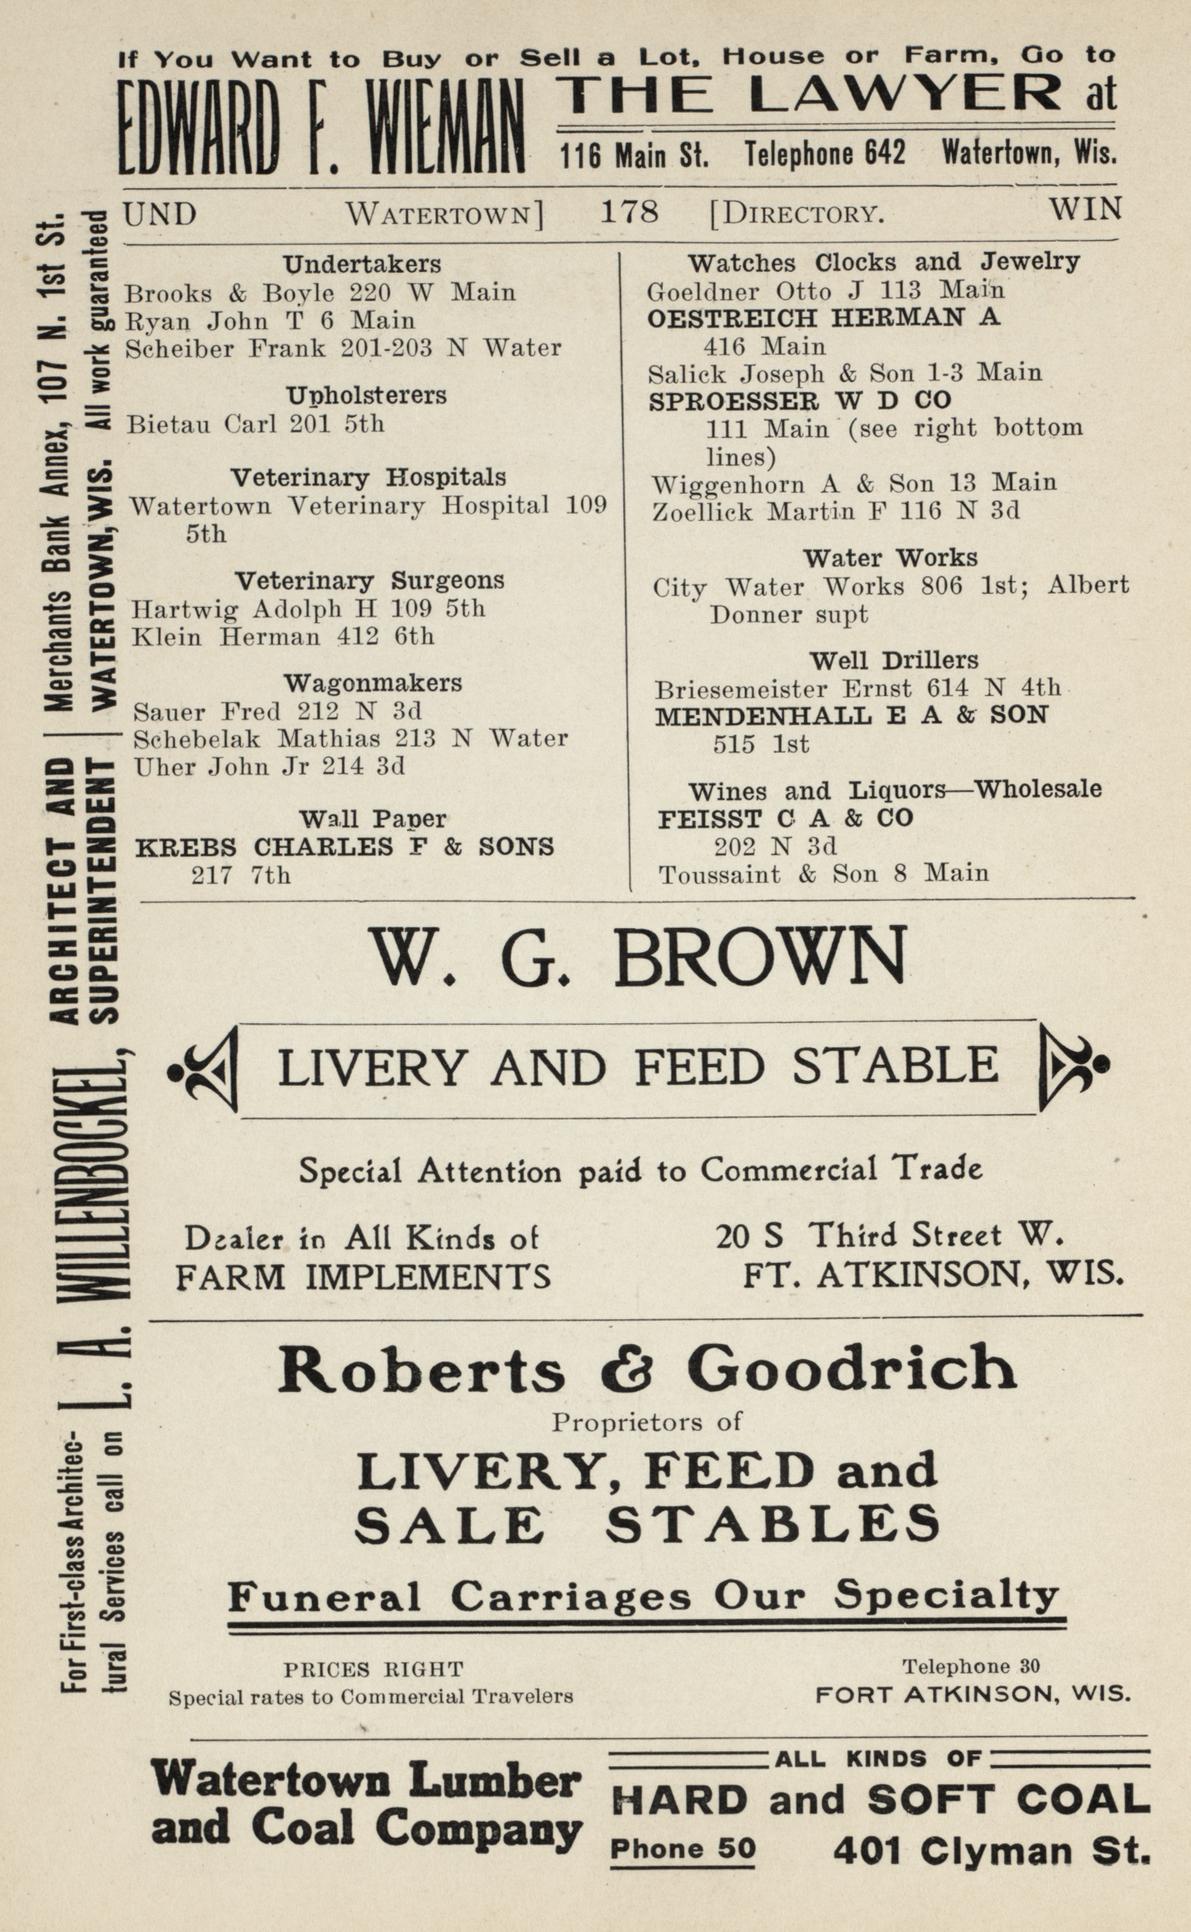 If You Want to Buy or Sell a Lot, House or Farm, Go to
EDWARD F. WIEMAN THE LAWYER at
116 Main St. Telephone 642 Watertown, Wis.
UND WATERTOWN] 178 [DIRECTORY. WIN
Undertakers
Brooks & Boyle 220 W Main
Ryan John T 6 Main
Scheiber Frank 201-203 N Water
Upholsterers
Bietau Carl 201 5th
Veterinary Hospitals
Watertown Veterinary Hospital 109
5th
Veterinary Surgeons
Hartwig Adolph H 109 5th
Klein Herman 412 6th
Wagonmakers
Sauer Fred 212 N 3d
Schebelak Mathias 213 N Water
Uher John Jr 214 3d
Wall Paper
KREBS CHARLES F & SONS
217 7th
Watches Clocks and Jewelry
Goeldner Otto J 113 Main
OESTREICH HERMAN A
416 Main
Salick Joseph & Son 1-3 Main
SPROESSER W D CO
111 Main (see right bottom
lines)
Wiggenhorn A & Son 13 Main
Zoellick Martin F 116 N 3d
Water Works
City Water Works 806 1st; Albert
Donner supt
Well Drillers
Briesemeister Ernst 614 N 4th
MENDENHALL E A & SON
515 1st
Wines and Liquors—Wholesale
FEISST C A & CO
202 N 3d
Toussaint & Son 8 Main
For First-class Architec-
tural Services call on
L. A. WILLENBOCKEL,
ARCHITECT AND
SUPERINTENDENT
Merchants Bank Annex, 107 N. 1st St.
WATERTOWN, WIS. All work guaranteed
W. G. BROWN
LIVERY AND FEED STABLE
Special Attention paid to Commercial Trade
Dealer in All Kinds of
FARM IMPLEMENTS
20 S Third Street W.
FT. ATKINSON, WIS.
Roberts & Goodrich
Proprietors of
LIVERY, FEED and
SALE STABLES
Funeral Carriages Our Specialty
PRICES RIGHT
Special rates to Commercial Travelers
Telephone 30
FORT ATKINSON, WIS.
Watertown Lumber
and Coal Company
ALL KINDS OF
HARD and SOFT COAL
Phone 50 401 Clyman St.